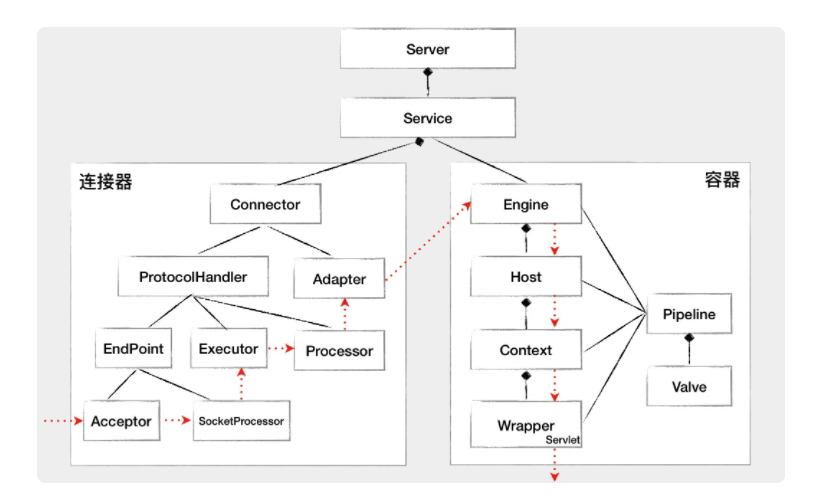 Server
Service
连接器
Connector
ProtocolHandler
Adapter
EndPoint
Executor
Processor
Acceptor
SocketProcessor
容器
Engine
Host
Context
Wrapper
Servlet
Pipeline
Valve